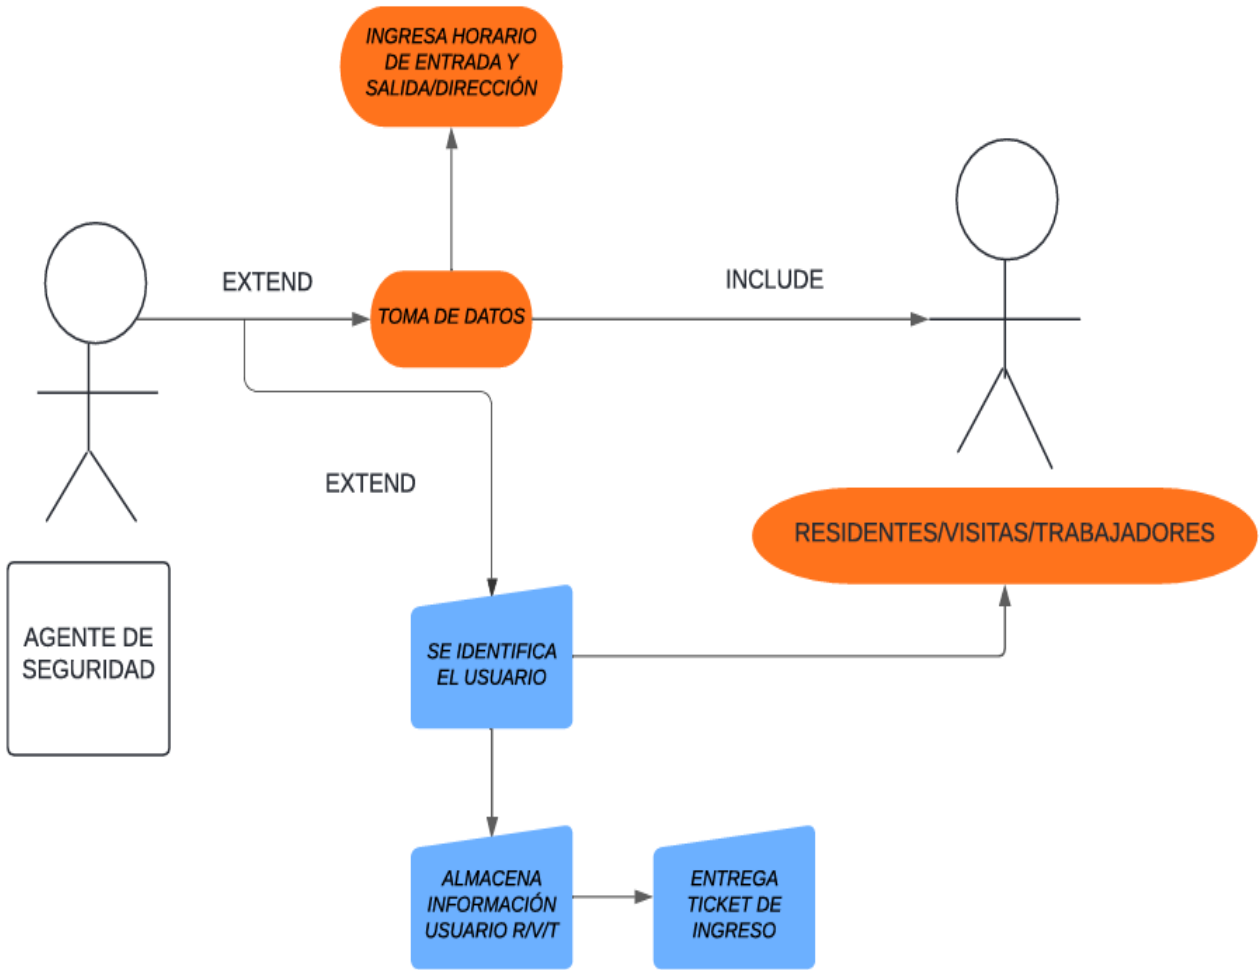 INGRESA HORARIO
DE ENTRADA Y
SALIDA/DIRECCIÓN
EXTEND
TOMA DE DATOS
INCLUDE
EXTEND
RESIDENTES/VISITAS/TRABAJADORES
AGENTE DE
SEGURIDAD
SE IDENTIFICA
EL USUARIO
ALMACENA
INFORMACIÓN
USUARIO R/V/T
ENTREGA
TICKET DE
INGRESO